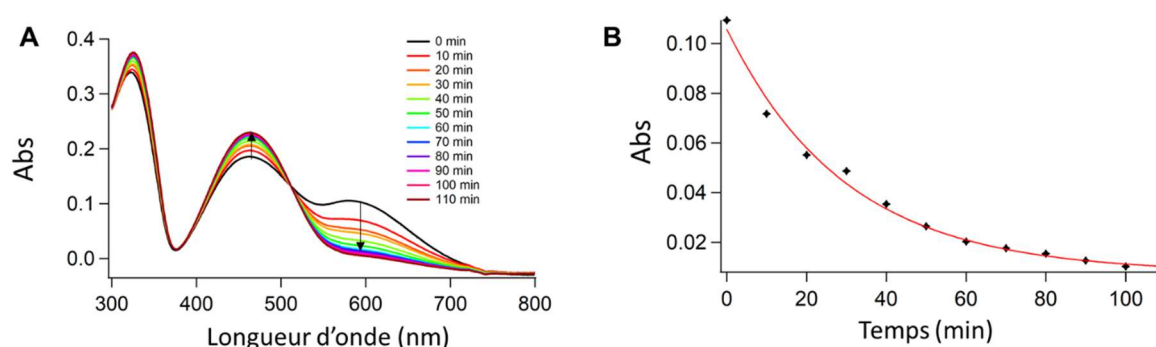 A
Abs
0.4
0.3
0.2
0.1
0.0
300
400
500
600
700
800
Longueur d'onde (nm)
0 min
10 min
20 min
30 min
40 min
50 min
60 min
70 min
80 min
90 min
100 min
110 min
B
Abs
0.10
0.08
0.06
0.04
0.02
0
20
40
60
80
100
Temps (min)